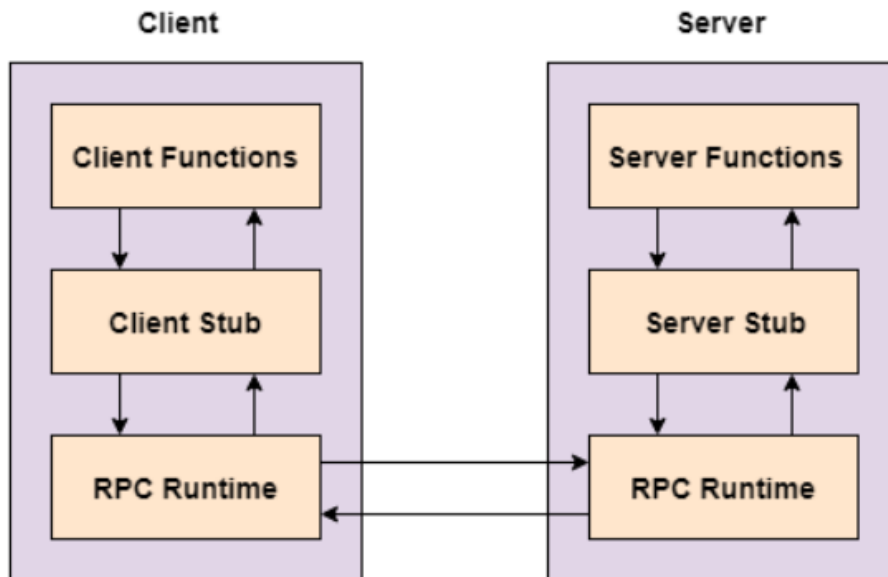 Client
Server
Client Functions
Server Functions
Client Stub
Server Stub
RPC Runtime
RPC Runtime